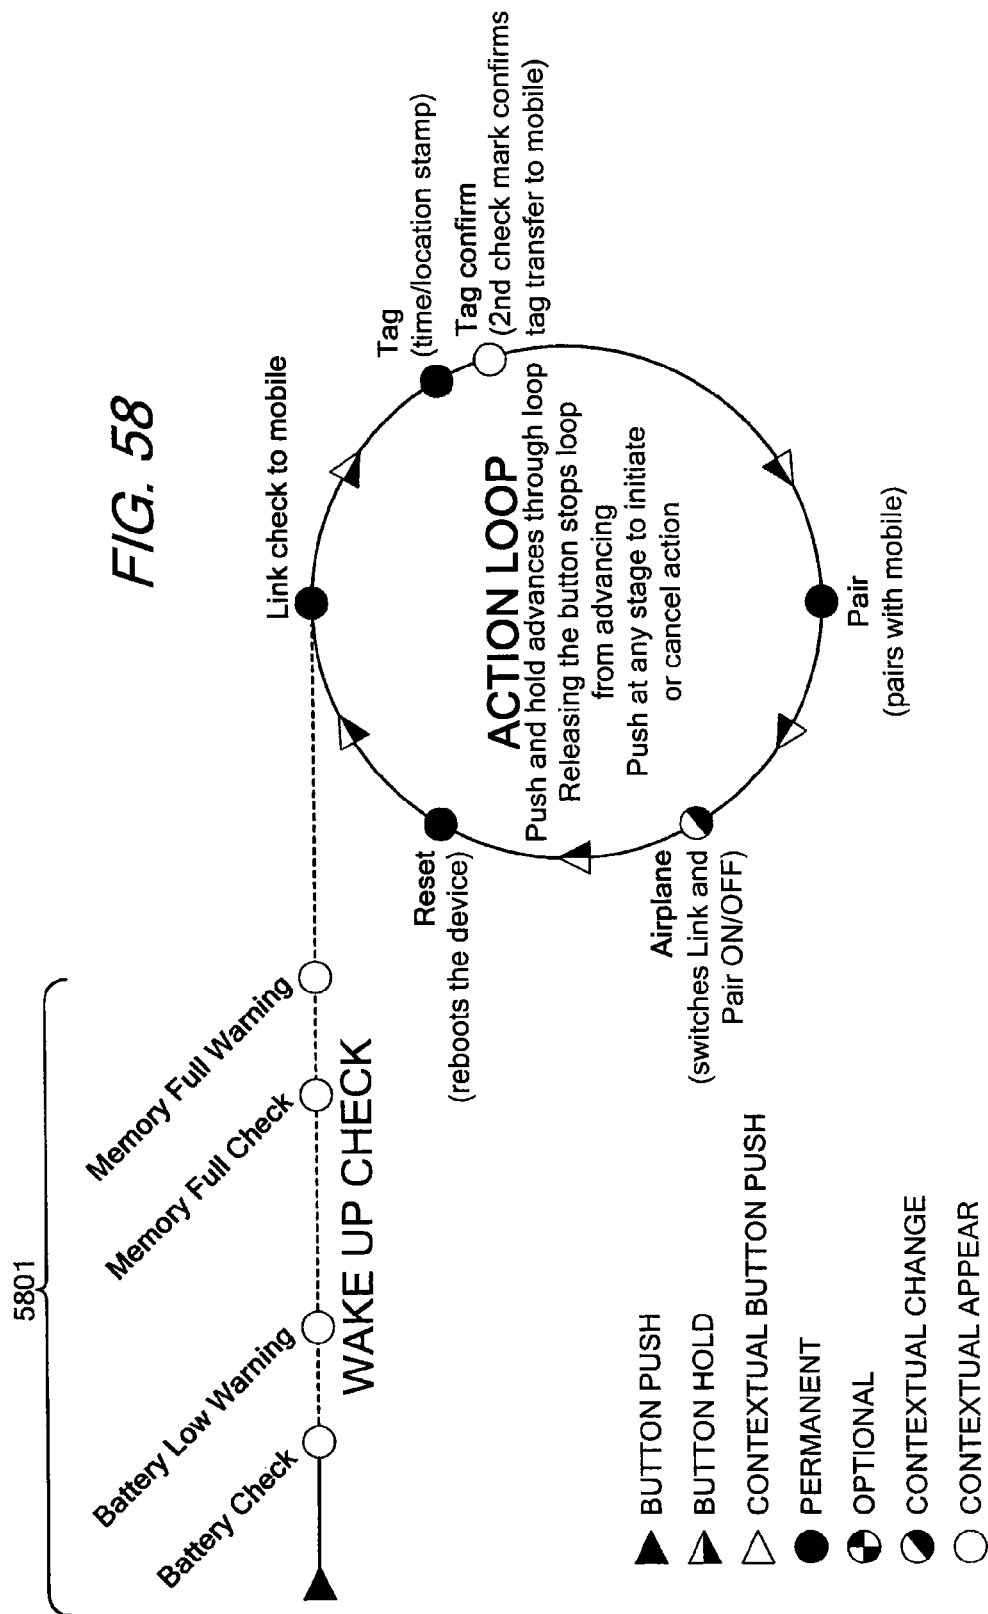 FIG. 58
5801
Battery Check
Battery Low Warning
Memory Full Check
Memory Full Warning
WAKE UP CHECK
Link check to mobile
Tag
(time/location stamp)
Tag confirm
(2nd check mark confirms
tag transfer to mobile)
ACTION LOOP
Push and hold advances through loop
Releasing the button stops loop
from advancing
Push at any stage to initiate
or cancel action
Reset
(reboots the device)
Airplane
(switches Link and
Pair ON/OFF)
Pair
(pairs with mobile)
BUTTON PUSH
BUTTON HOLD
CONTEXTUAL BUTTON PUSH
PERMANENT
OPTIONAL
CONTEXTUAL CHANGE
CONTEXTUAL APPEAR